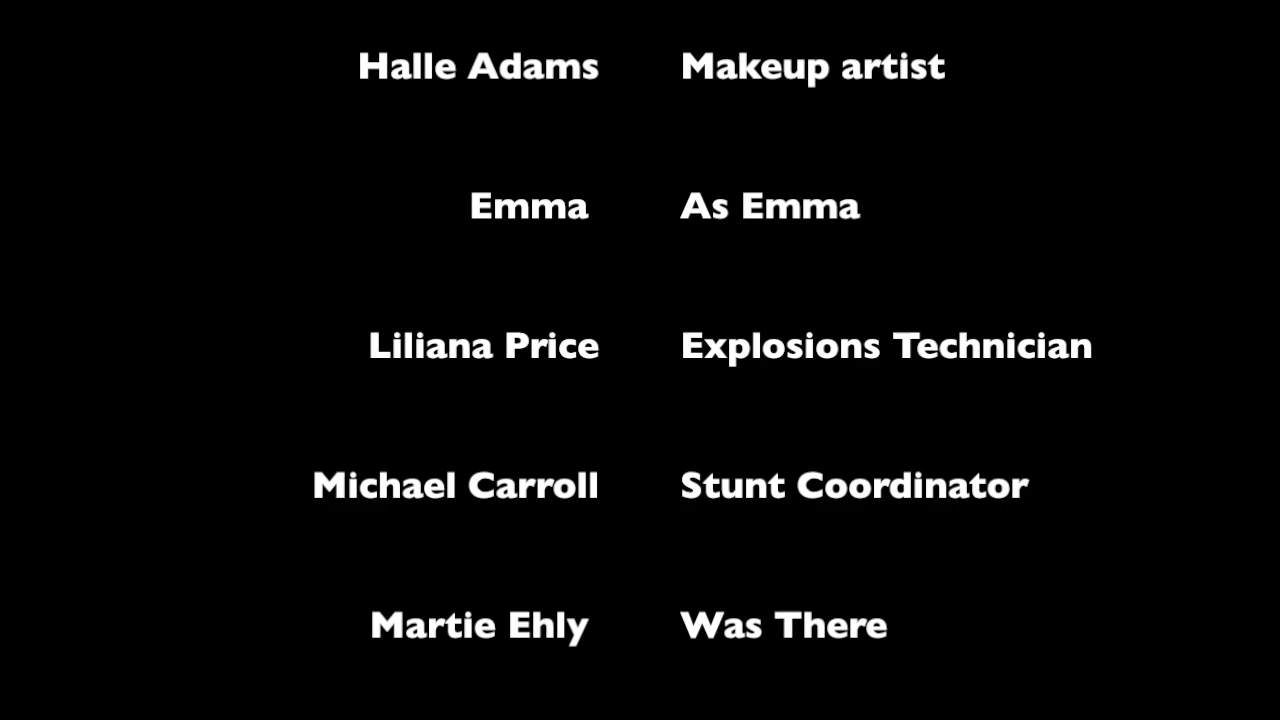 Halle Adams Makeup artist
Emma As Emma
Liliana Price Explosions Technician
Michael Carroll Stunt Coordinator
Martie Ehly Was There